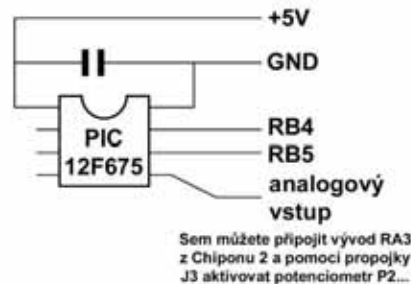 +5V
GND
PIC
12F675
RB4
RB5
analogový
vstup
Sem můžete připojit vývod RA3
z Chiponu 2 a pomocí propojky
J3 aktivovat potenciometr P2...